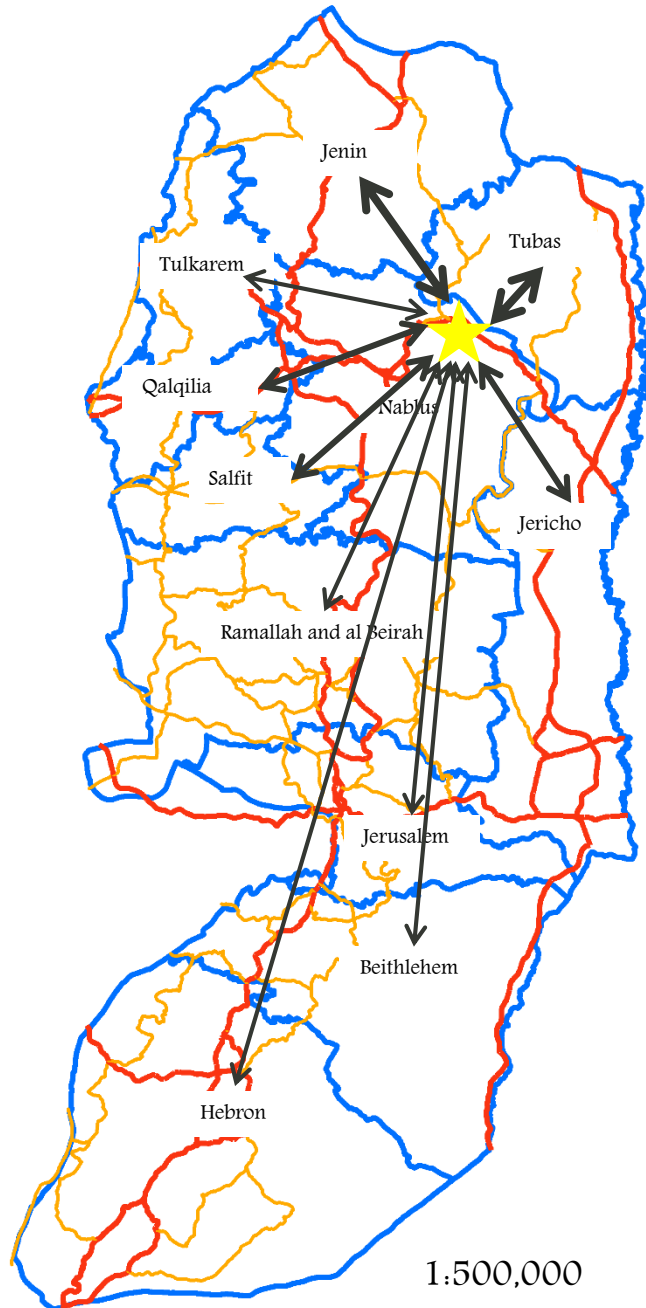 Jenin
Tubas
Tulkarem
Qalqilia
Nablus
Salfit
Jericho
Ramallah and al Beirah
Jerusalem
Beithlehem
Hebron
1:500,000